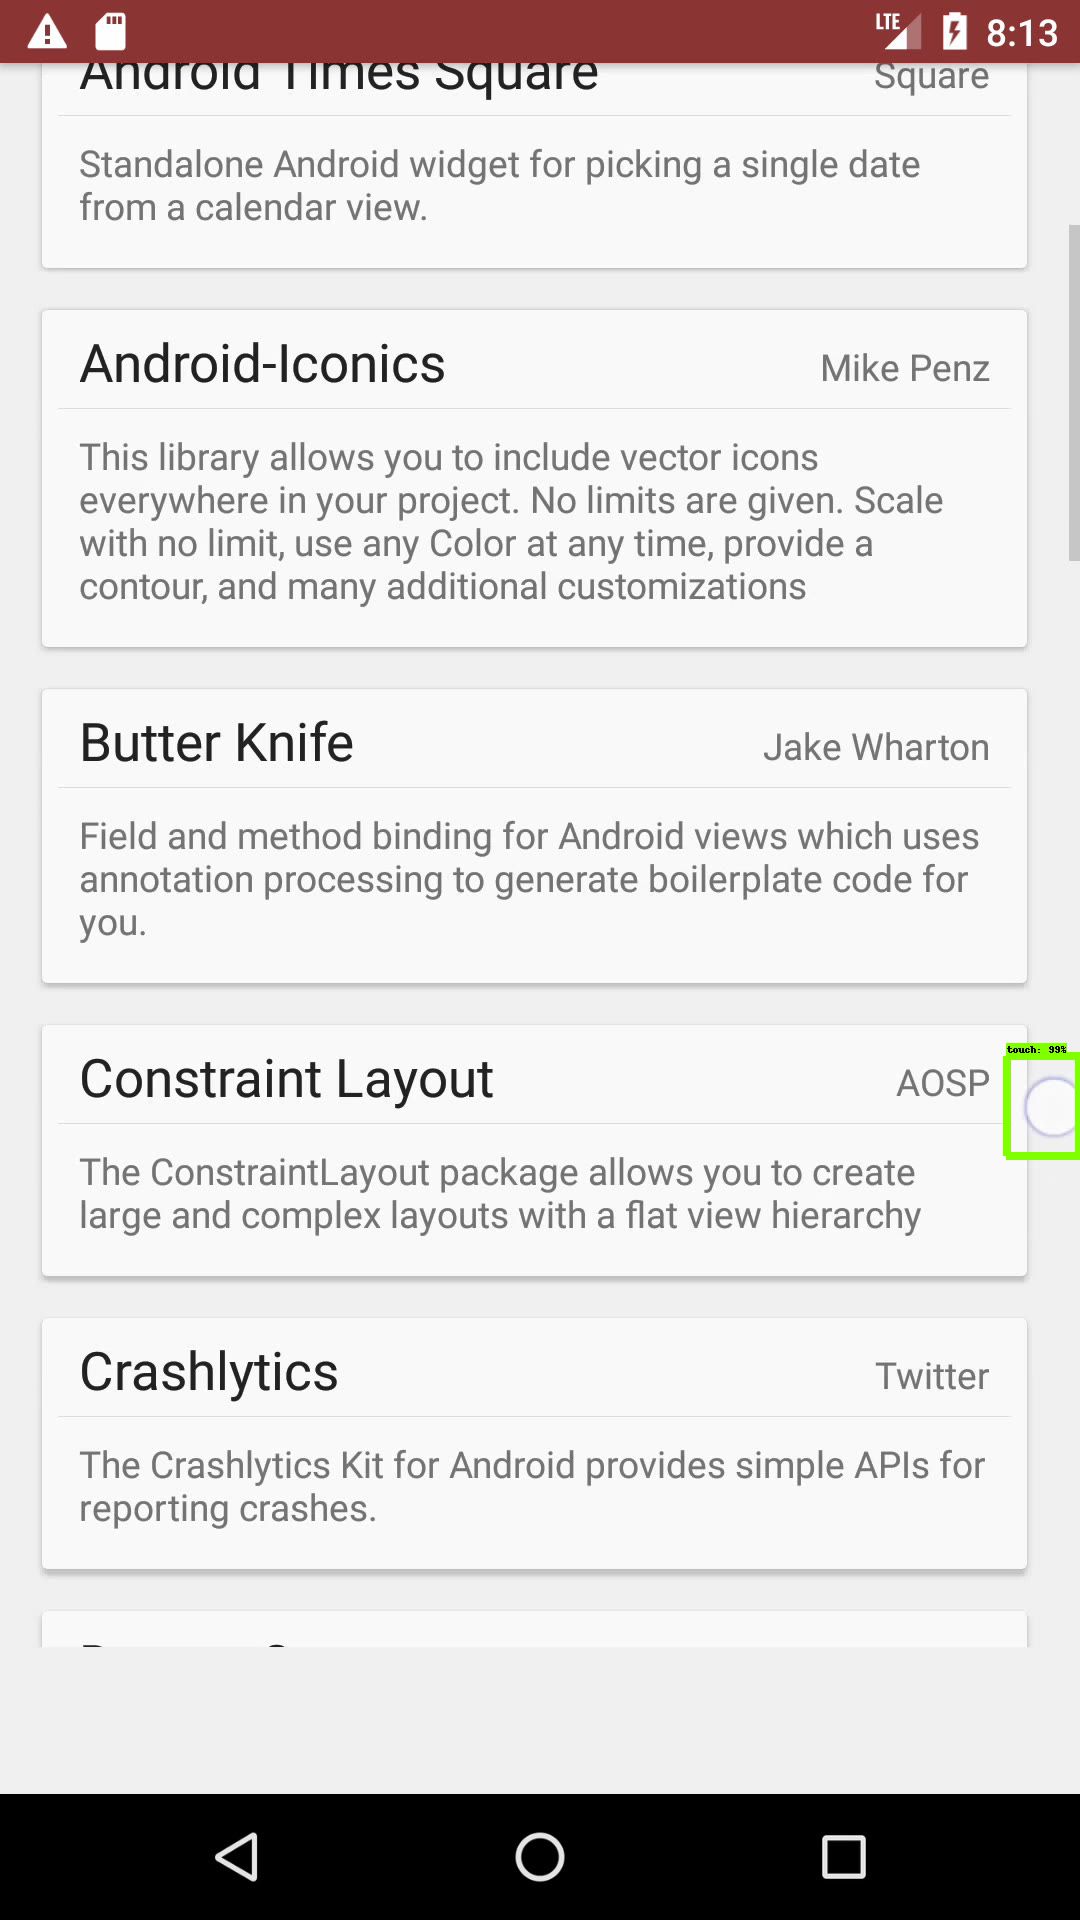 LTE 8:13
Android Times Square Square
Standalone Android widget for picking a single date
from a calendar view.
Android-Iconics Mike Penz
This library allows you to include vector icons
everywhere in your project. No limits are given. Scale
with no limit, use any Color at any time, provide a
contour, and many additional customizations
Butter Knife Jake Wharton
Field and method binding for Android views which uses
annotation processing to generate boilerplate code for
you.
touch: 99%
Constraint Layout AOSP
The ConstraintLayout package allows you to create
large and complex layouts with a flat view hierarchy
Crashlytics Twitter
The Crashlytics Kit for Android provides simple APIs for
reporting crashes.